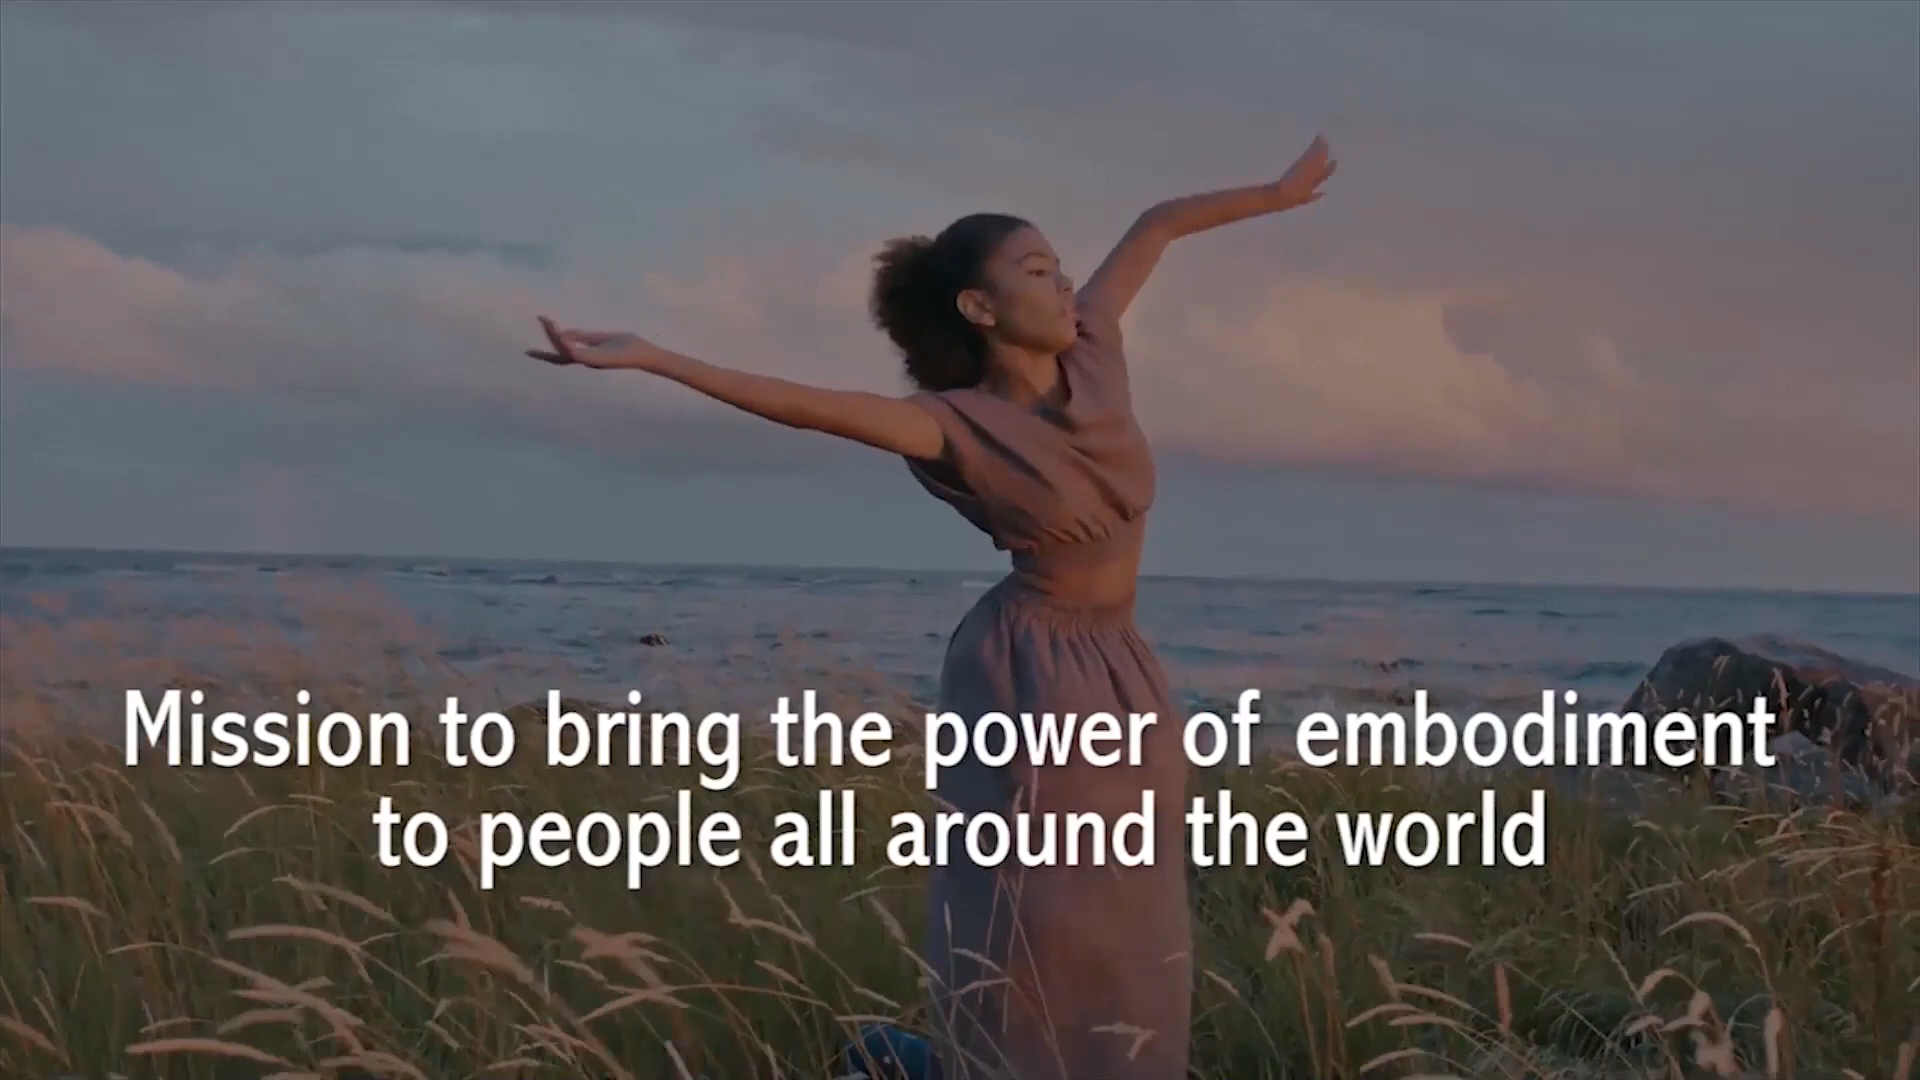 Mission to bring the power of embodiment
to people all around the world